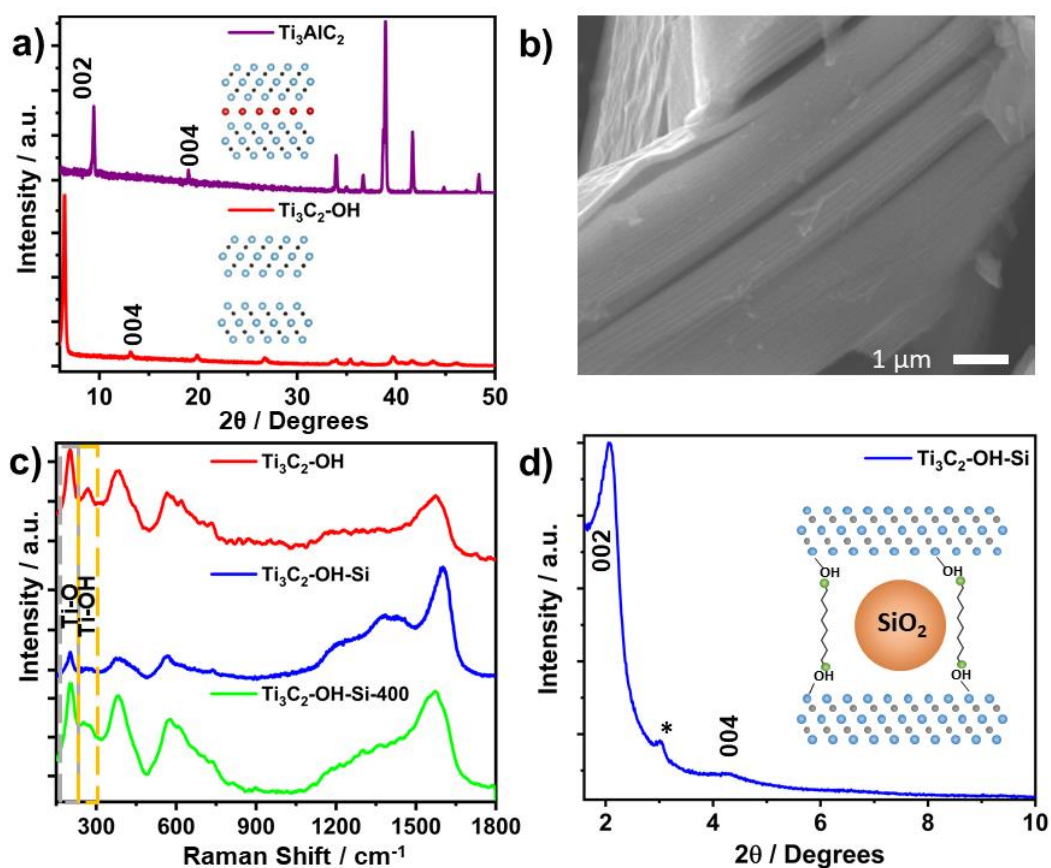 a)
Ti₃AlC₂
002
004
Ti₃C₂-OH
004
Intensity / a.u.
10 20 30 40 50
2θ / Degrees
b)
1 µm
c)
Ti₃C₂-OH
Ti₃C₂-OH-Si
Ti₃C₂-OH-Si-400
Ti-O
Ti-OH
Intensity / a.u.
300 600 900 1200 1500 1800
Raman Shift / cm⁻¹
d)
Ti₃C₂-OH-Si
002
*
004
OH OH
SiO₂
OH OH
Intensity / a.u.
2 4 6 8 10
2θ / Degrees